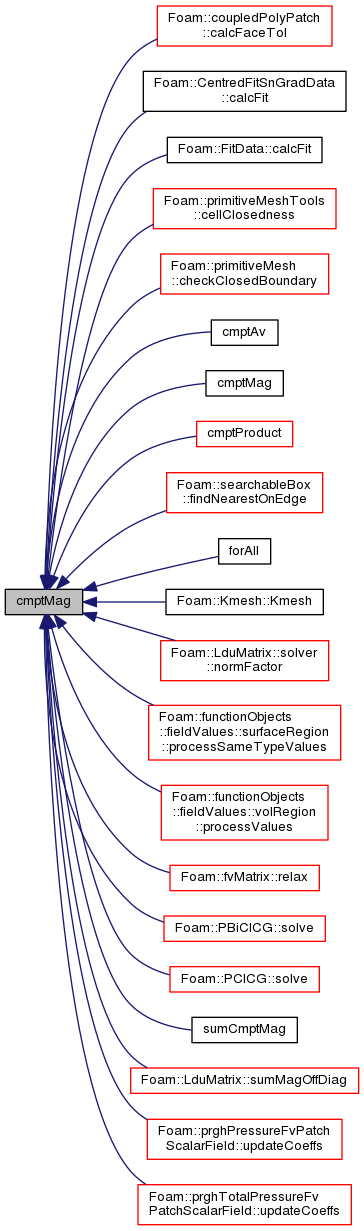 Foam::coupledPolyPatch
::calcFaceTol
Foam::CentredFitSnGradData
::calcFit
Foam::FitData::calcFit
Foam::primitiveMeshTools
::cellClosedness
Foam::primitiveMesh
::checkClosedBoundary
cmptAv
cmptMag
cmptProduct
Foam::searchableBox
::findNearestOnEdge
forAll
cmptMag
Foam::Kmesh::Kmesh
Foam::LduMatrix::solver
::normFactor
Foam::functionObjects
::fieldValues::surfaceRegion
::processSameTypeValues
Foam::functionObjects
::fieldValues::volRegion
::processValues
Foam::fvMatrix::relax
Foam::PBiCICG::solve
Foam::PCICG::solve
sumCmptMag
Foam::LduMatrix::sumMagOffDiag
Foam::prghPressureFvPatch
ScalarField::updateCoeffs
Foam::prghTotalPressureFv
PatchScalarField::updateCoeffs